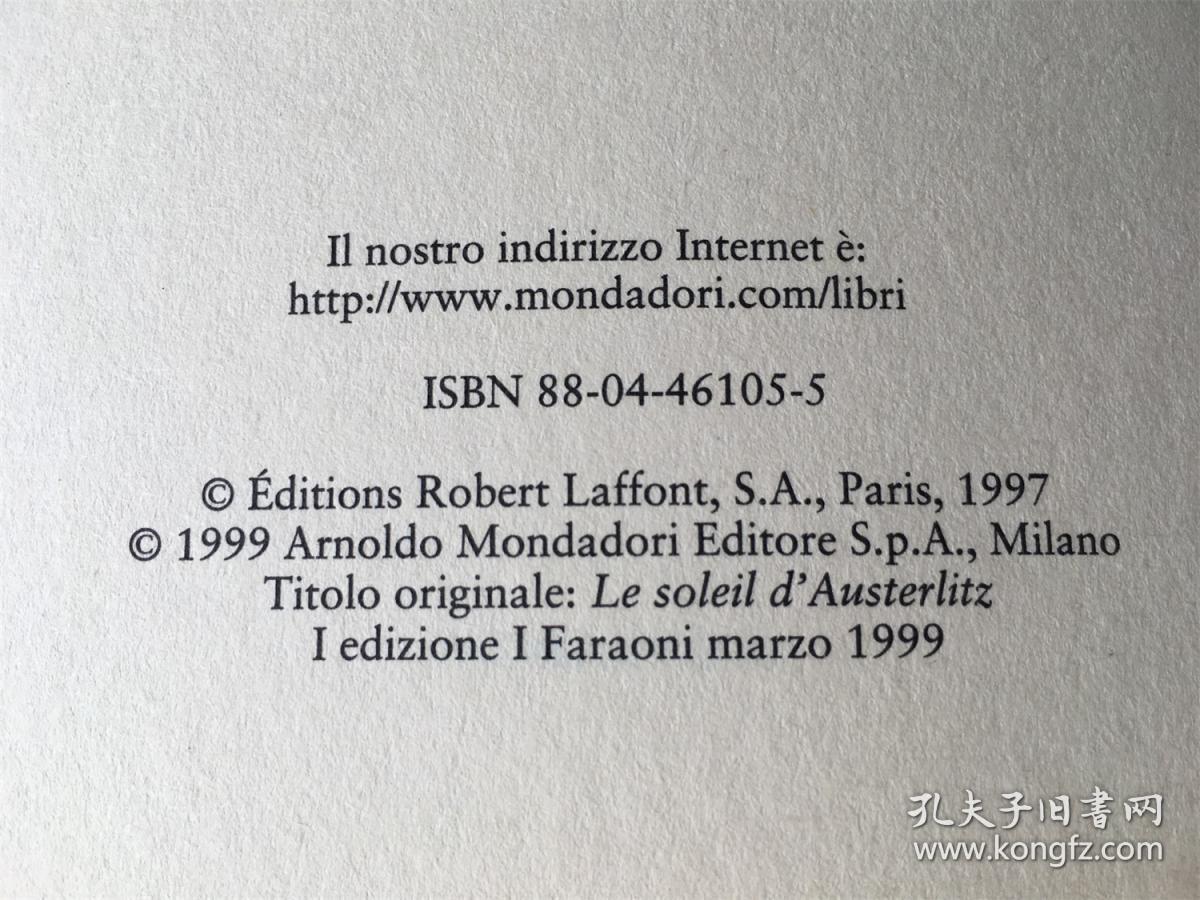 Il nostro indirizzo Internet è:
http://www.mondadori.com/libri
ISBN 88-04-46105-5
© Éditions Robert Laffont, S.A., Paris, 1997
© 1999 Arnoldo Mondadori Editore S.p.A., Milano
Titolo originale: Le soleil d'Austerlitz
I edizione I Faraoni marzo 1999
孔夫子旧書网
www.kongfz.com